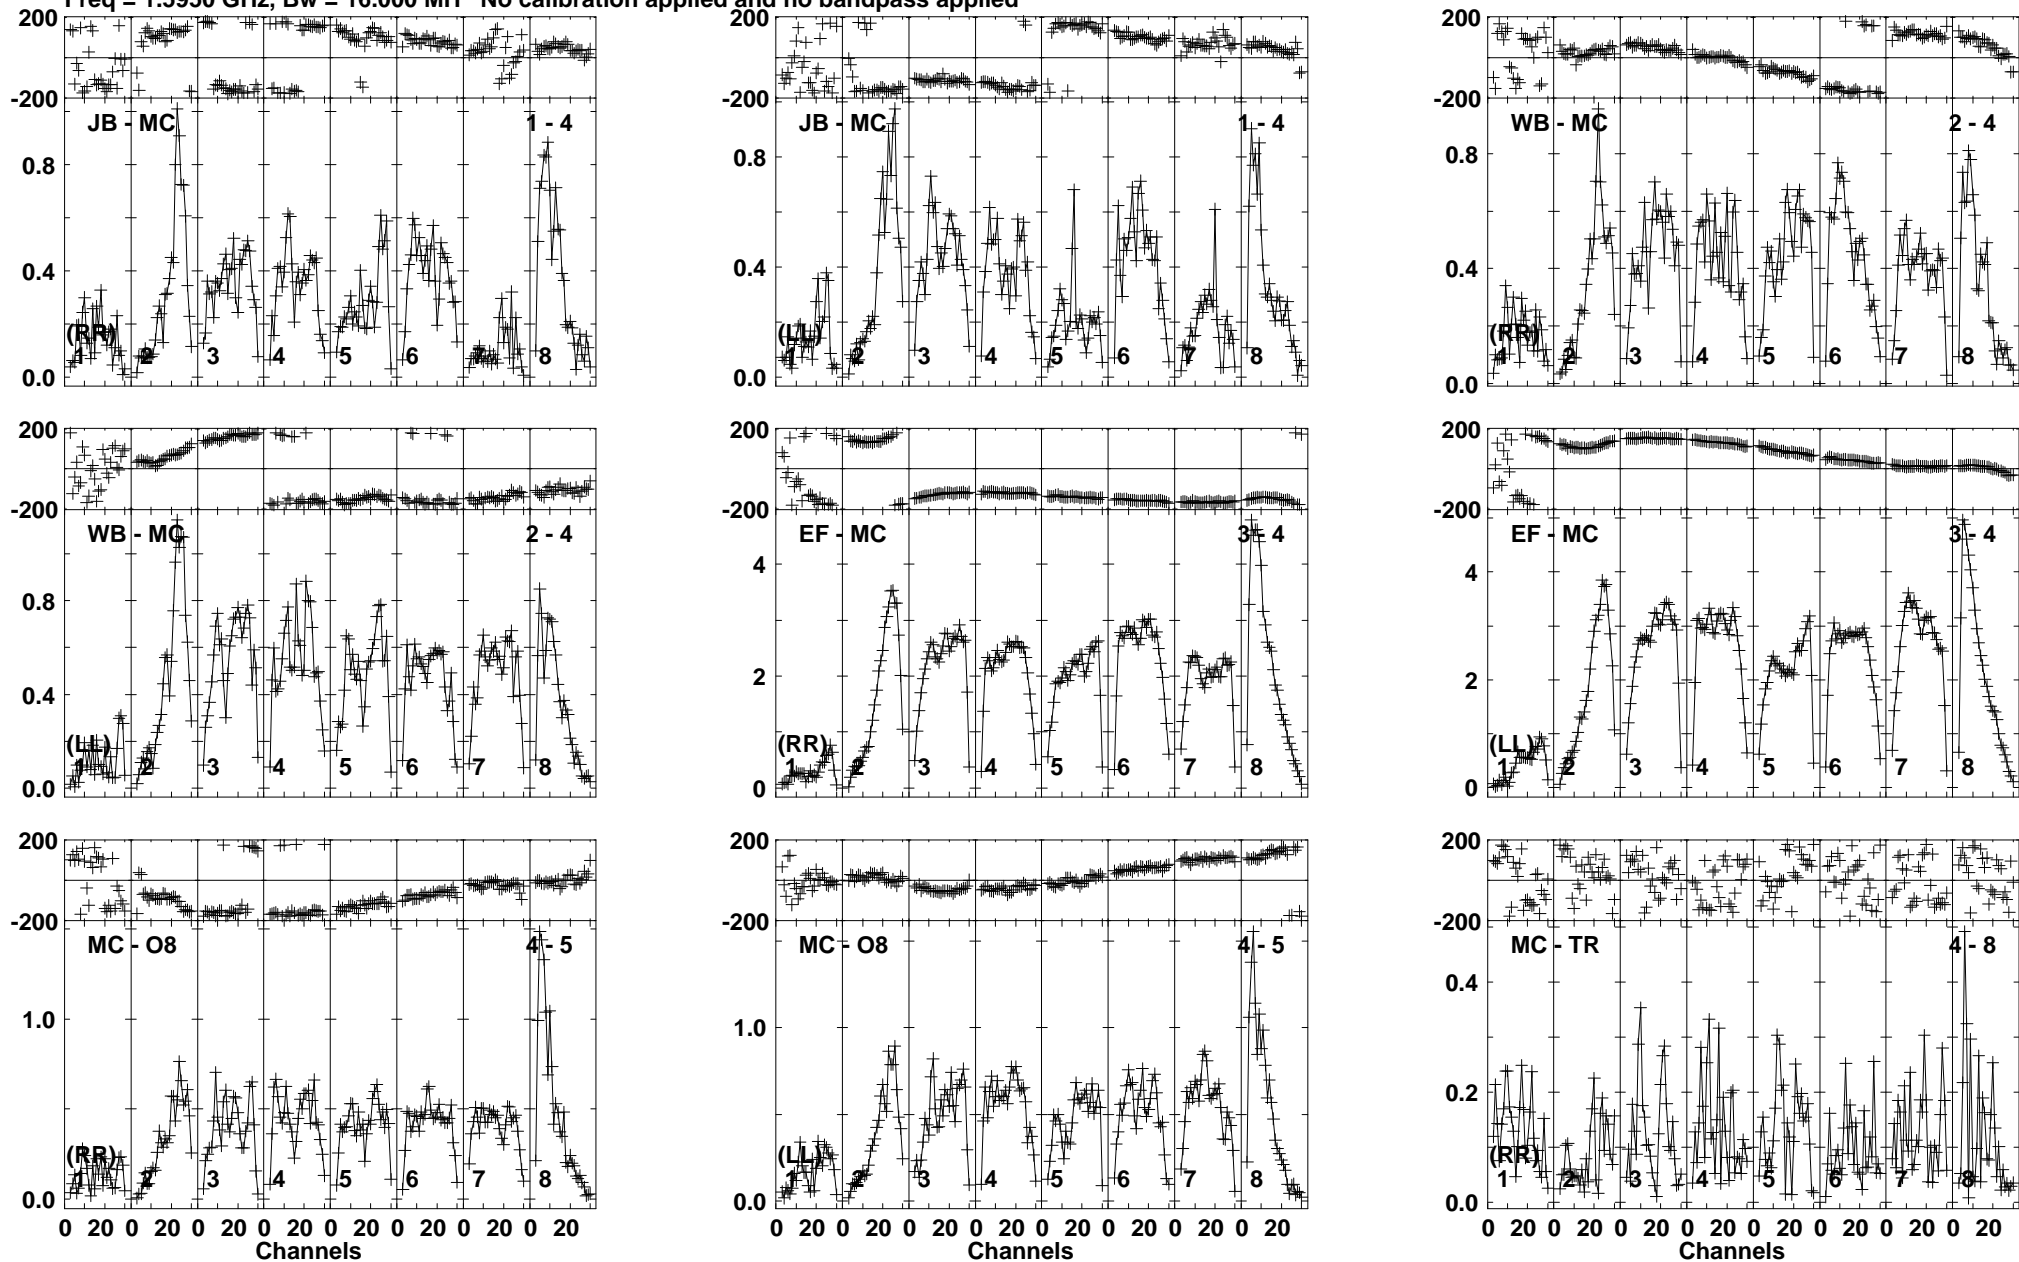 Freq = 1.5950 GHz, Bw = 16.000 MH No calibration applied and no bandpass applied
200 200 200
-200 -200 -200
JB - MC 1 - 4 JB - MC 1 - 4 WB - MC 2 - 4
0.8 0.8 0.8
0.4 0.4 0.4
(RR) (LL) (RR)
1 2 3 4 5 6 7 8 1 2 3 4 5 6 7 8 1 2 3 4 5 6 7 8
0.0 0.0 0.0
200 200 200
-200 -200 -200
WB - MC 2 - 4 EF - MC 3 - 4 EF - MC 3 - 4
0.8 4 4
0.4 2 2
(LL) (RR) (LL)
1 2 3 4 5 6 7 8 1 2 3 4 5 6 7 8 1 2 3 4 5 6 7 8
0.0 0 0
200 200 200
-200 -200 -200
MC - O8 4 - 5 MC - O8 4 - 5 MC - TR 4 - 8
1.0 1.0 0.4
0.2
(RR) (LL) (RR)
1 2 3 4 5 6 7 8 1 2 3 4 5 6 7 8 1 2 3 4 5 6 7 8
0.0 0.0 0.0
0 20 0 20 0 20 0 20 0 20 0 20 0 20 0 20 0 20 0 20 0 20 0 20 0 20 0 20 0 20 0 20 0 20 0 20 0 20 0 20 0 20 0 20 0 20 0 20
Channels Channels